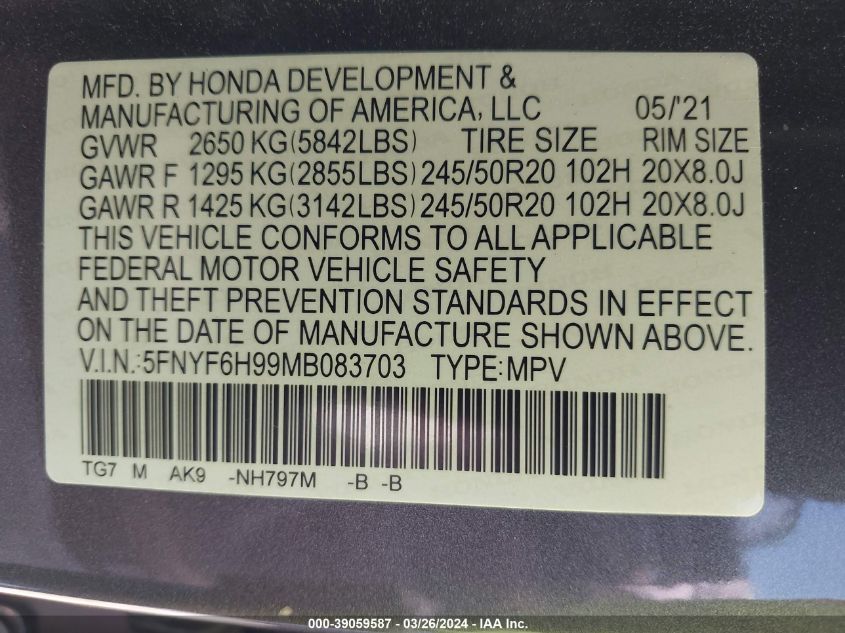 MFD. BY HONDA DEVELOPMENT &
MANUFACTURING OF AMERICA, LLC 05/'21
GVWR 2650 KG(5842LBS) TIRE SIZE RIM SIZE
GAWR F 1295 KG(2855LBS) 245/50R20 102H 20X8.0J
GAWR R 1425 KG(3142LBS) 245/50R20 102H 20X8.0J
THIS VEHICLE CONFORMS TO ALL APPLICABLE
FEDERAL MOTOR VEHICLE SAFETY
AND THEFT PREVENTION STANDARDS IN EFFECT
ON THE DATE OF MANUFACTURE SHOWN ABOVE.
V.I.N.:5FNYF6H99MB083703 TYPE:MPV
TG7 M AK9 -NH797M -B -B
000-39059587 - 03/26/2024 - IAA Inc.